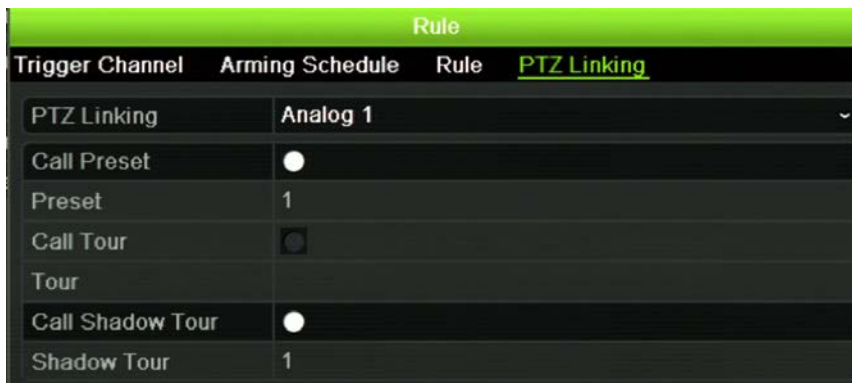 Rule
Trigger Channel Arming Schedule Rule PTZ Linking
PTZ Linking Analog 1
Call Preset
Preset 1
Call Tour
Tour
Call Shadow Tour
Shadow Tour 1